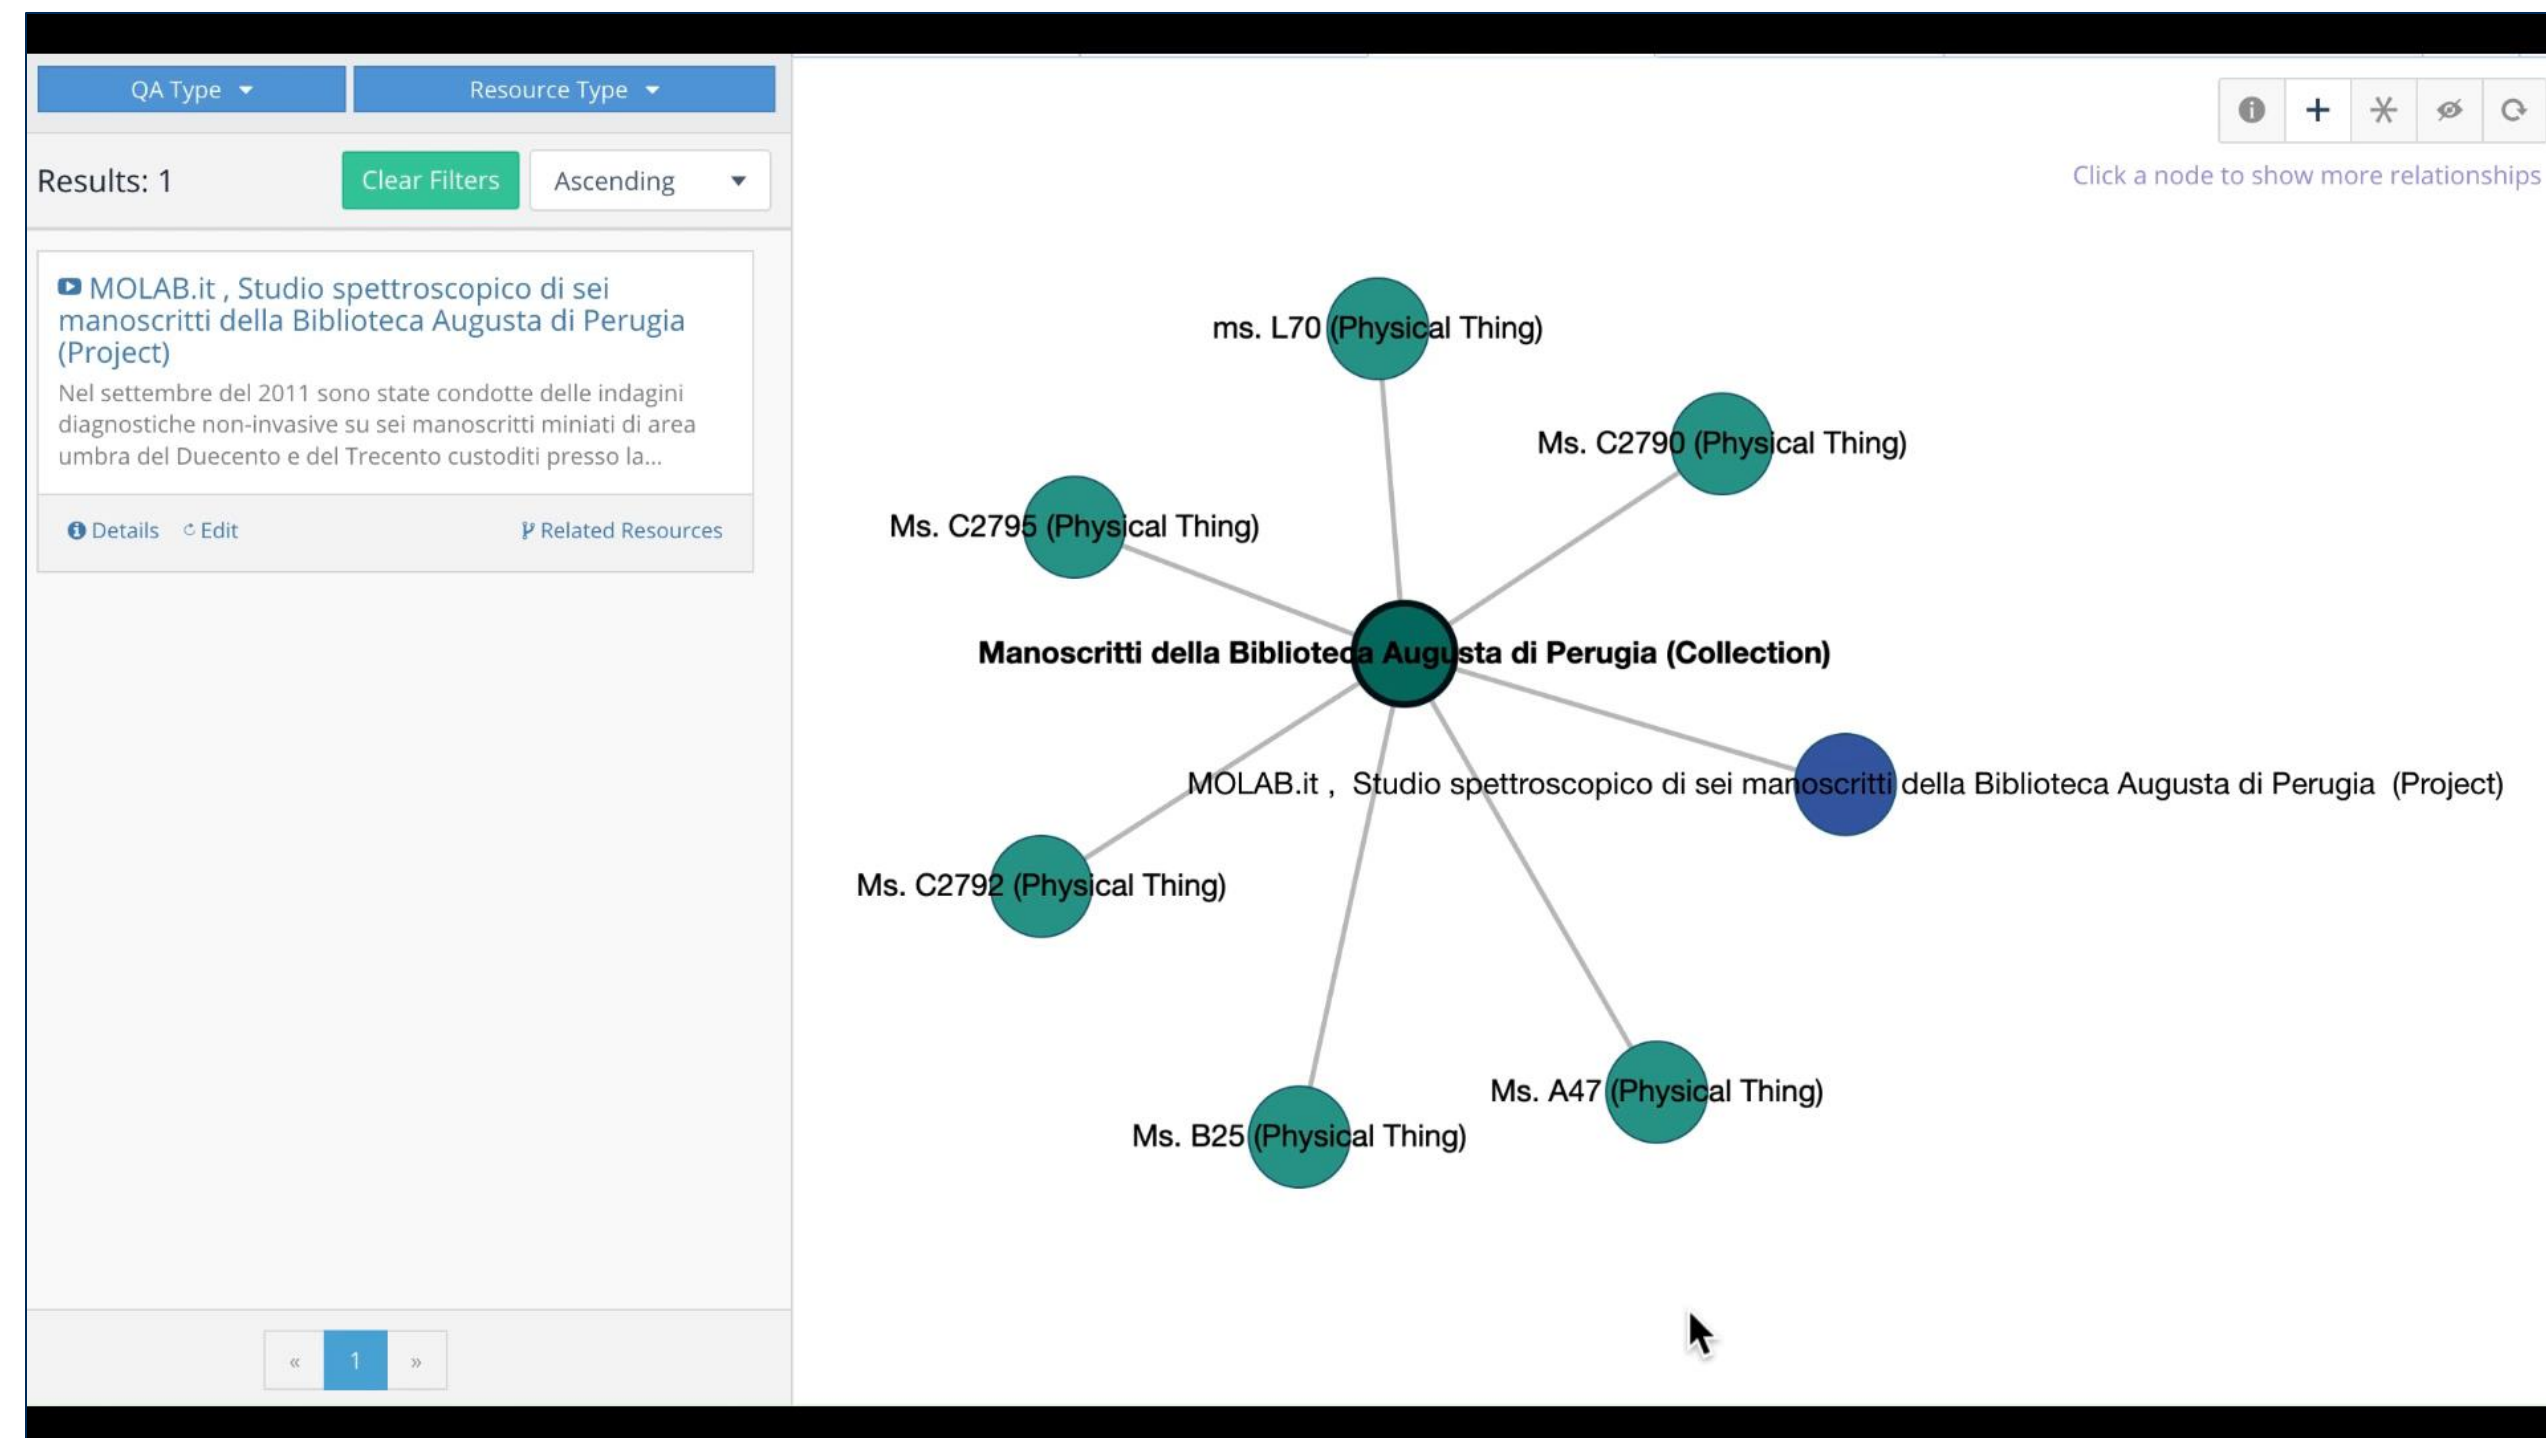 QA Type
Resource Type
Results: 1
Clear Filters
Ascending
MOLAB.it , Studio spettroscopico di sei
manoscritti della Biblioteca Augusta di Perugia
(Project)
Nel settembre del 2011 sono state condotte delle indagini
diagnostiche non-invasive su sei manoscritti miniati di area
umbra del Duecento e del Trecento custoditi presso la...
Details
Edit
Related Resources
« 1 »
Click a node to show more relationships
ms. L70 (Physical Thing)
Ms. C2790 (Physical Thing)
Ms. C2795 (Physical Thing)
Manoscritti della Biblioteca Augusta di Perugia (Collection)
MOLAB.it , Studio spettroscopico di sei manoscritti della Biblioteca Augusta di Perugia (Project)
Ms. C2792 (Physical Thing)
Ms. A47 (Physical Thing)
Ms. B25 (Physical Thing)